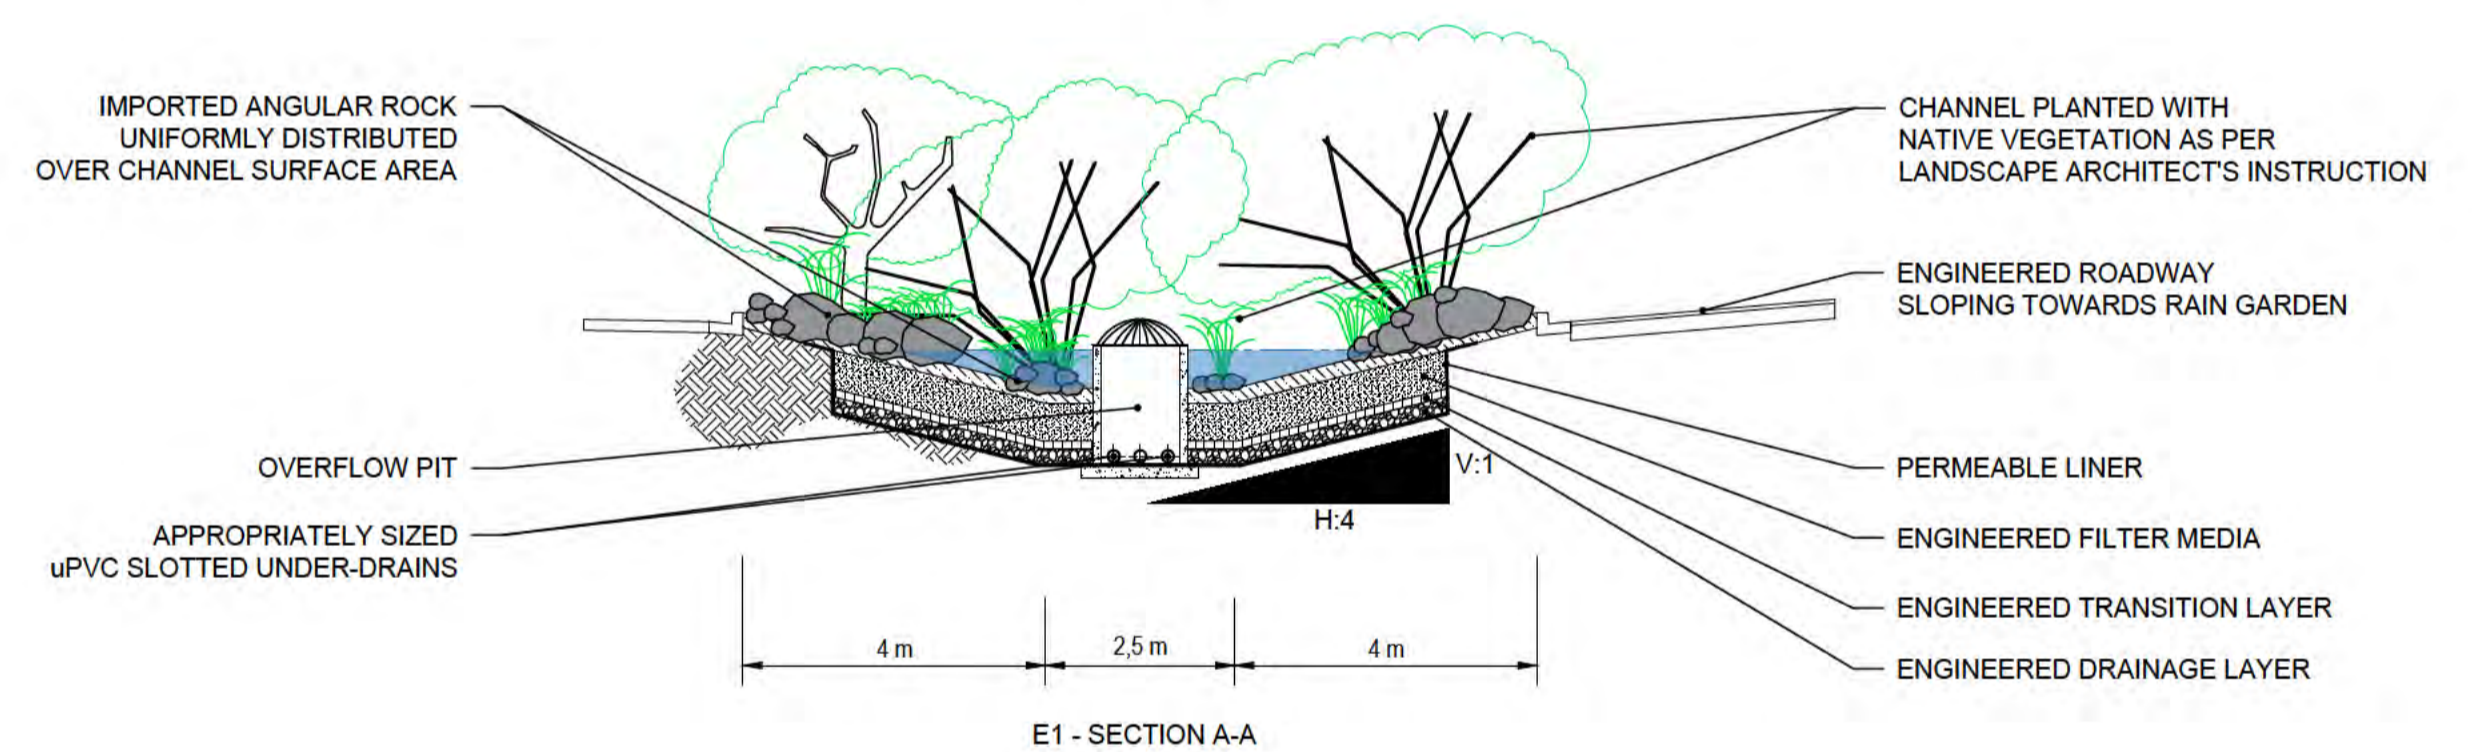 IMPORTED ANGULAR ROCK
UNIFORMLY DISTRIBUTED
OVER CHANNEL SURFACE AREA
OVERFLOW PIT
APPROPRIATELY SIZED
uPVC SLOTTED UNDER-DRAINS
CHANNEL PLANTED WITH
NATIVE VEGETATION AS PER
LANDSCAPE ARCHITECT'S INSTRUCTION
ENGINEERED ROADWAY
SLOPING TOWARDS RAIN GARDEN
V:1
H:4
PERMEABLE LINER
ENGINEERED FILTER MEDIA
ENGINEERED TRANSITION LAYER
ENGINEERED DRAINAGE LAYER
4 m
2,5 m
4 m
E1 - SECTION A-A